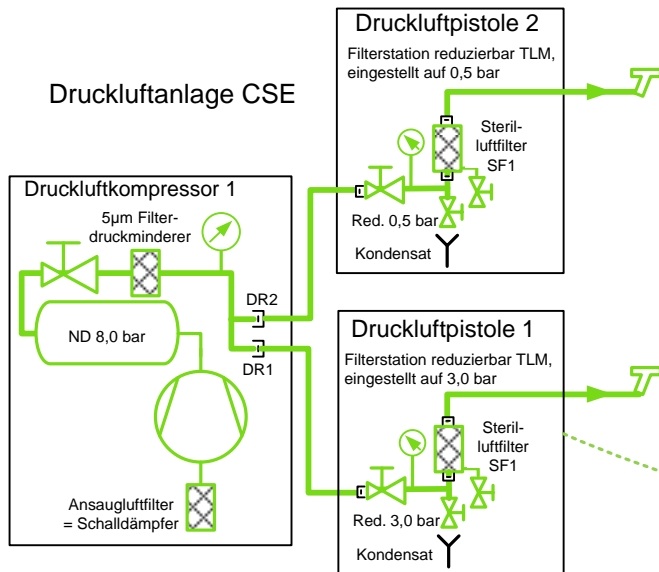 Druckluftanlage CSE
Druckluftpistole 2
Filterstation reduzierbar TLM,
eingestellt auf 0,5 bar
Steril-
luftfilter
SF1
Red. 0,5 bar
Kondensat
Druckluftkompressor 1
5µm Filter-
druckminderer
DR2
DR1
ND 8,0 bar
Ansaugluftfilter
= Schalldämpfer
Druckluftpistole 1
Filterstation reduzierbar TLM,
eingestellt auf 3,0 bar
Steril-
luftfilter
SF1
Red. 3,0 bar
Kondensat